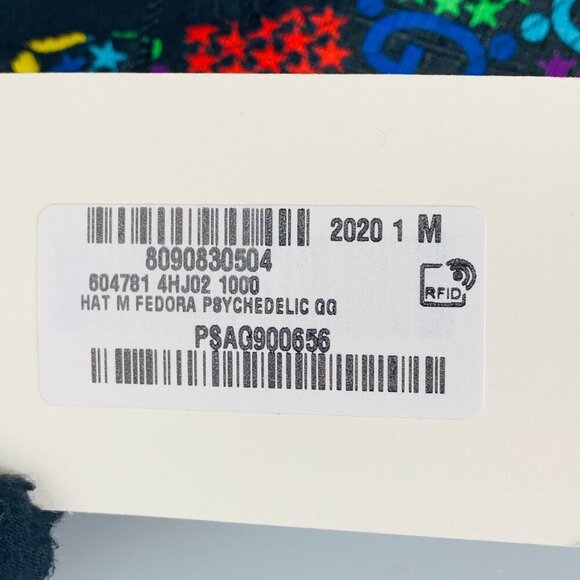 2020 1 M
8090830504
604781 4HJ02 1000
HAT M FEDORA PSYCHEDELIC GG
RFID
PSAG900656
G